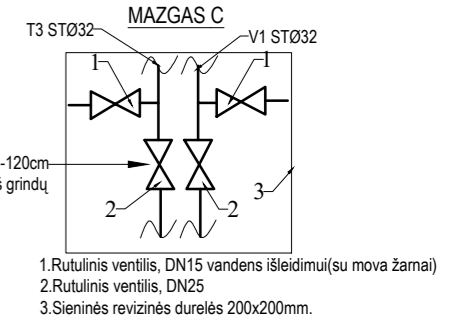 MAZGAS C
T3 STØ32
V1 STØ32
1
1
-120cm
š grindų
2
2
3
1.Rutulinis ventilis, DN15 vandens išleidimui(su mova žarnai)
2.Rutulinis ventilis, DN25
3.Sieninės revizinės durelės 200x200mm.